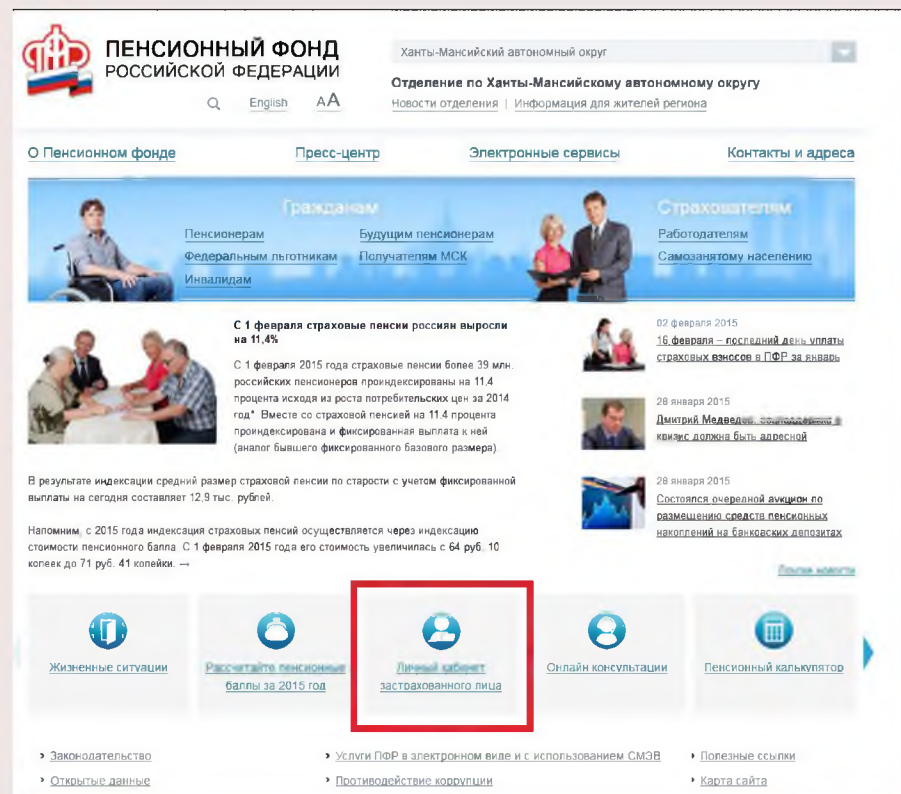 ПЕНСИОННЫЙ ФОНД
РОССИЙСКОЙ ФЕДЕРАЦИИ
English АА
Ханты-Мансийский автономный округ
Отделение по Ханты-Мансийскому автономному округу
Новости отделения | Информация для жителей региона
О Пенсионном фонде Пресс-центр Электронные сервисы Контакты и адреса
Гражданам
Пенсионерам Будущим пенсионерам
Федеральным льготникам Получателям МСК
Инвалидам
Страхователям
Работодателям
Самозанятому населению
С 1 февраля страховые пенсии россиян выросли
на 11,4%
С 1 февраля 2015 года страховые пенсии более 39 млн.
российских пенсионеров проиндексированы на 11,4
процента исходя из роста потребительских цен за 2014
год*. Вместе со страховой пенсией на 11,4 процента
проиндексирована и фиксированная выплата к ней
(аналог бывшего фиксированного базового размера).
В результате индексации средний размер страховой пенсии по старости с учетом фиксированной
выплаты на сегодня составляет 12,9 тыс. рублей.
Напомним, с 2015 года индексация страховых пенсий осуществляется через индексацию
стоимости пенсионного балла. С 1 февраля 2015 года его стоимость увеличилась с 64 руб. 10
копеек до 71 руб. 41 копейки. →
02 февраля 2015
16 февраля – последний день уплаты
страховых взносов в ПФР за январь
28 января 2015
Дмитрий Медведев: соцподдержка в
кризис должна быть адресной
28 января 2015
Состоялся очередной аукцион по
размещению средств пенсионных
накоплений на банковских депозитах
Другие новости
Жизненные ситуации
Рассчитайте пенсионные
баллы за 2015 год
Личный кабинет
застрахованного лица
Онлайн консультации
Пенсионный калькулятор
Законодательство
Открытые данные
Услуги ПФР в электронном виде и с использованием СМЭВ
Противодействие коррупции
Полезные ссылки
Карта сайта